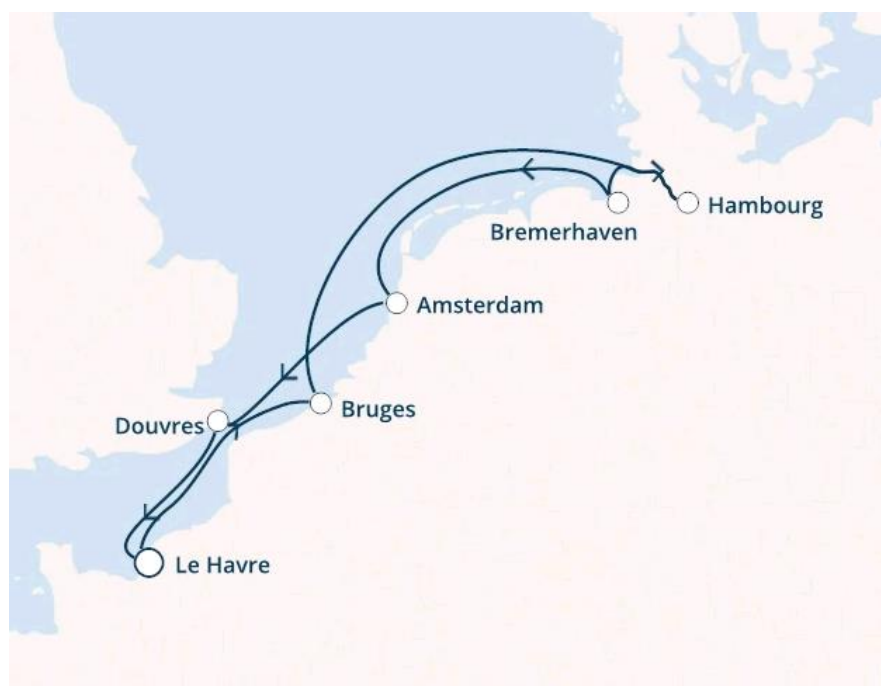 Hambourg
Bremerhaven
Amsterdam
Bruges
Douvres
Le Havre